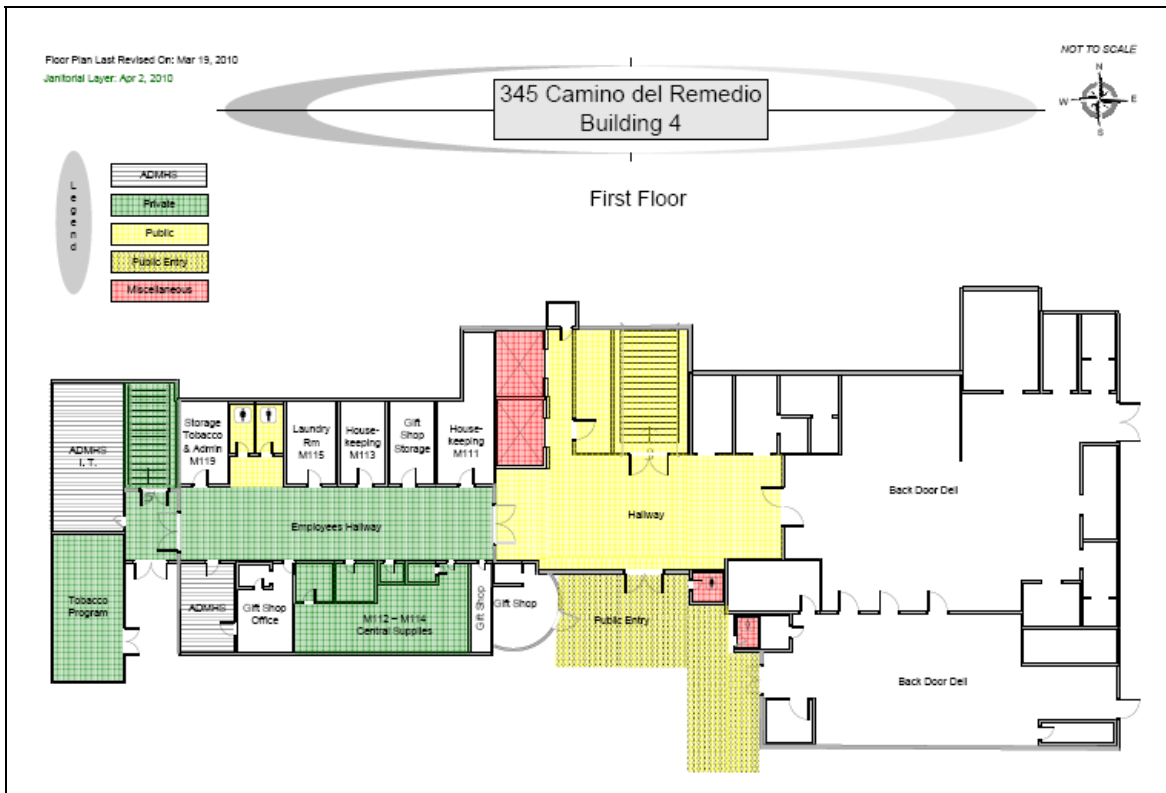 Floor Plan Last Revised On: Mar 19, 2010
Janitorial Layer: Apr 2, 2010
NOT TO SCALE
N
W
E
S
345 Camino del Remedio
Building 4
First Floor
Legend
ADMHS
Private
Public
Public Entry
Miscellaneous
ADMHS
I. T.
Storage
Tobacco
& Admin
M119
Laundry
Rm
M115
House-
keeping
M113
Gift
Shop
Storage
House-
keeping
M111
Employees Hallway
Hallway
Back Door Deli
Tobacco
Program
ADMHS
Gift Shop
Office
M112 – M114
Central Supplies
Gift Shop
Gift Shop
Public Entry
Back Door Deli